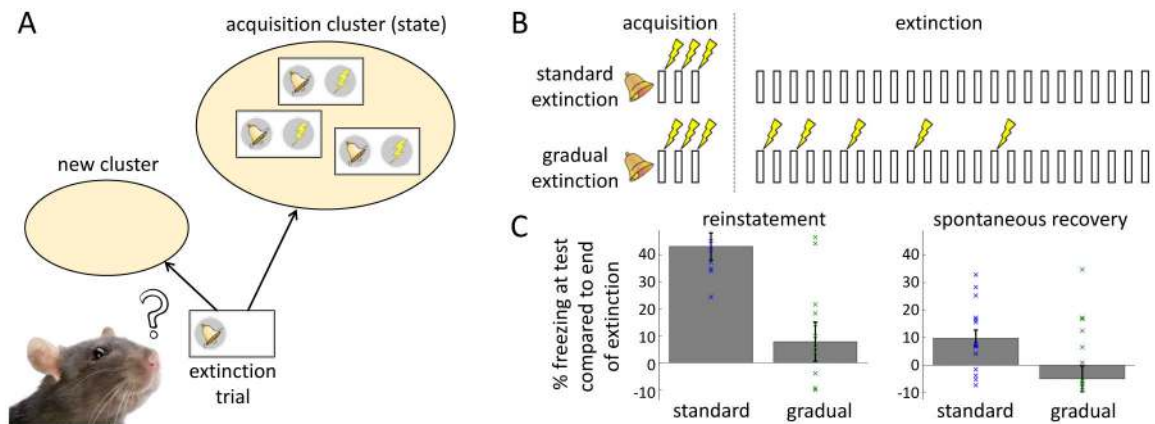 A
acquisition cluster (state)
new cluster
?
extinction
trial
B
acquisition
extinction
standard
extinction
gradual
extinction
C
reinstatement
spontaneous recovery
% freezing at test
compared to end
of extinction
40
30
20
10
0
-10
standard
gradual
40
30
20
10
0
-10
standard
gradual